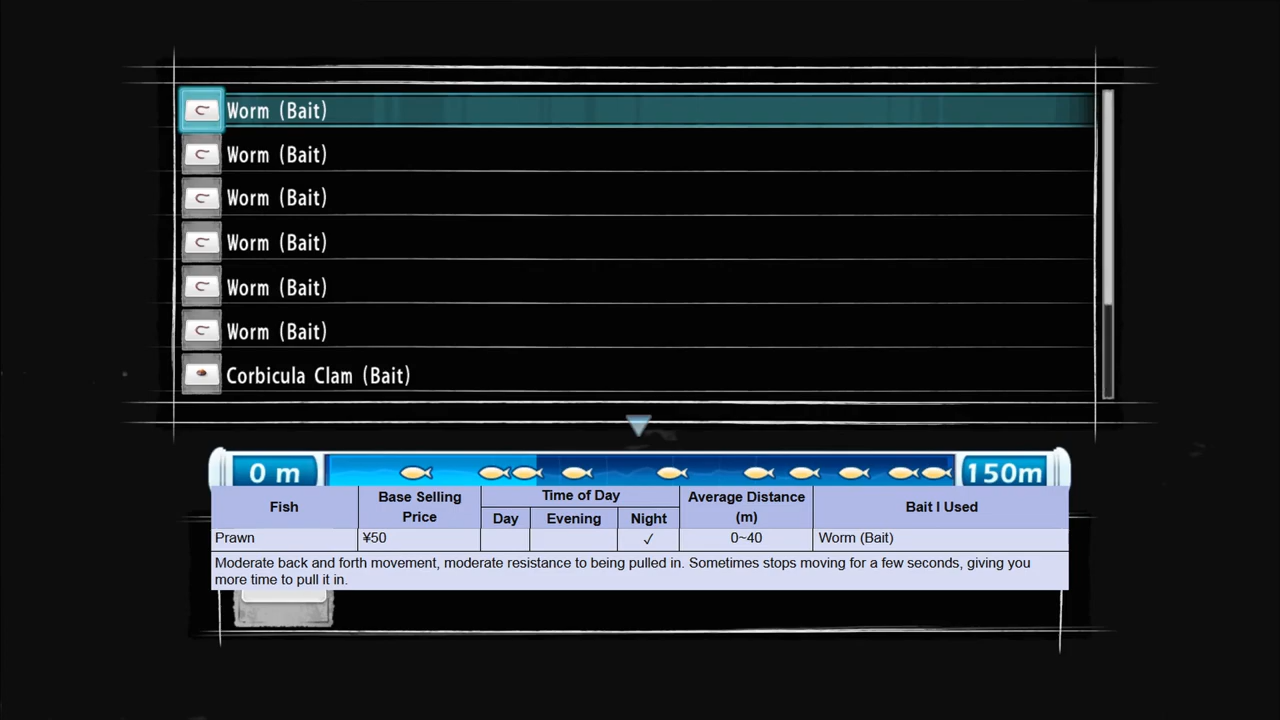 Worm (Bait)
Worm (Bait)
Worm (Bait)
Worm (Bait)
Worm (Bait)
Worm (Bait)
Corbicula Clam (Bait)
0 m
150m
Fish
Base Selling
Price
Time of Day
Day
Evening
Night
Average Distance
(m)
Bait I Used
Prawn
¥50
✓
0~40
Worm (Bait)
Moderate back and forth movement, moderate resistance to being pulled in. Sometimes stops moving for a few seconds, giving you
more time to pull it in.